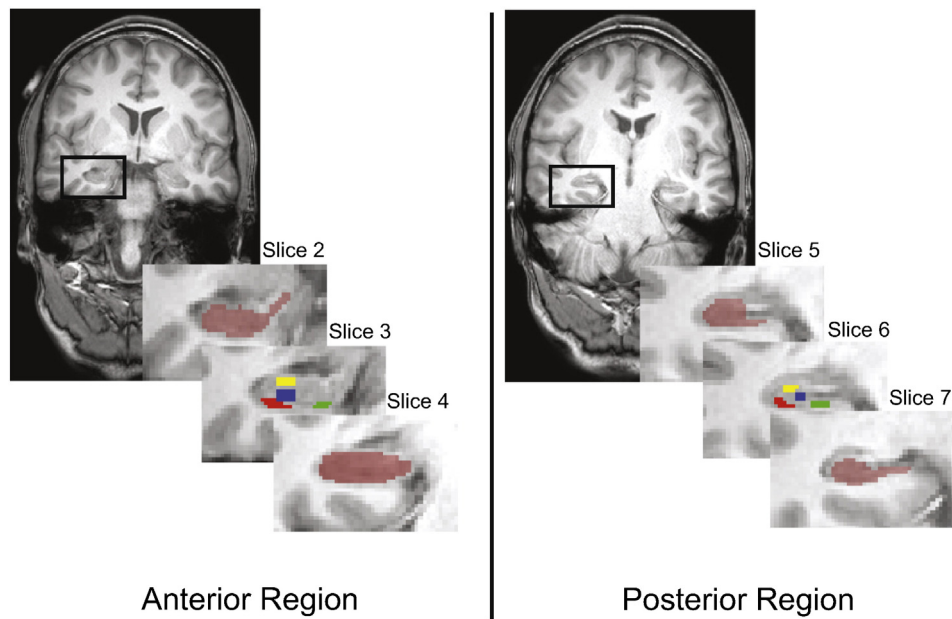 Slice 2
Slice 3
Slice 4
Anterior Region
Slice 5
Slice 6
Slice 7
Posterior Region